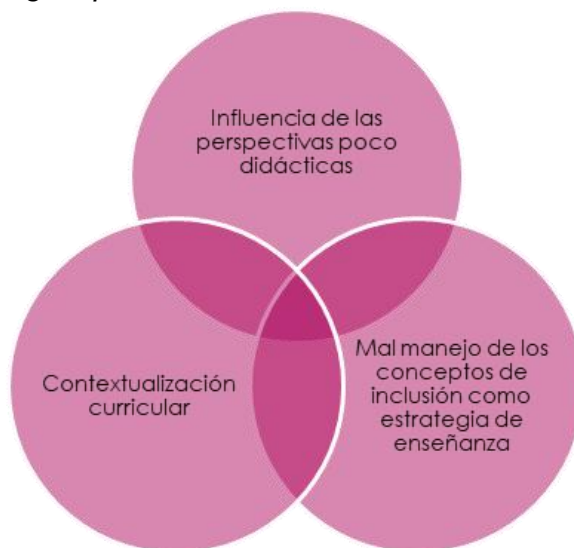 Influencia de las
perspectivas poco
didácticas
Contextualización
curricular
Mal manejo de los
conceptos de
inclusión como
estrategia de
enseñanza